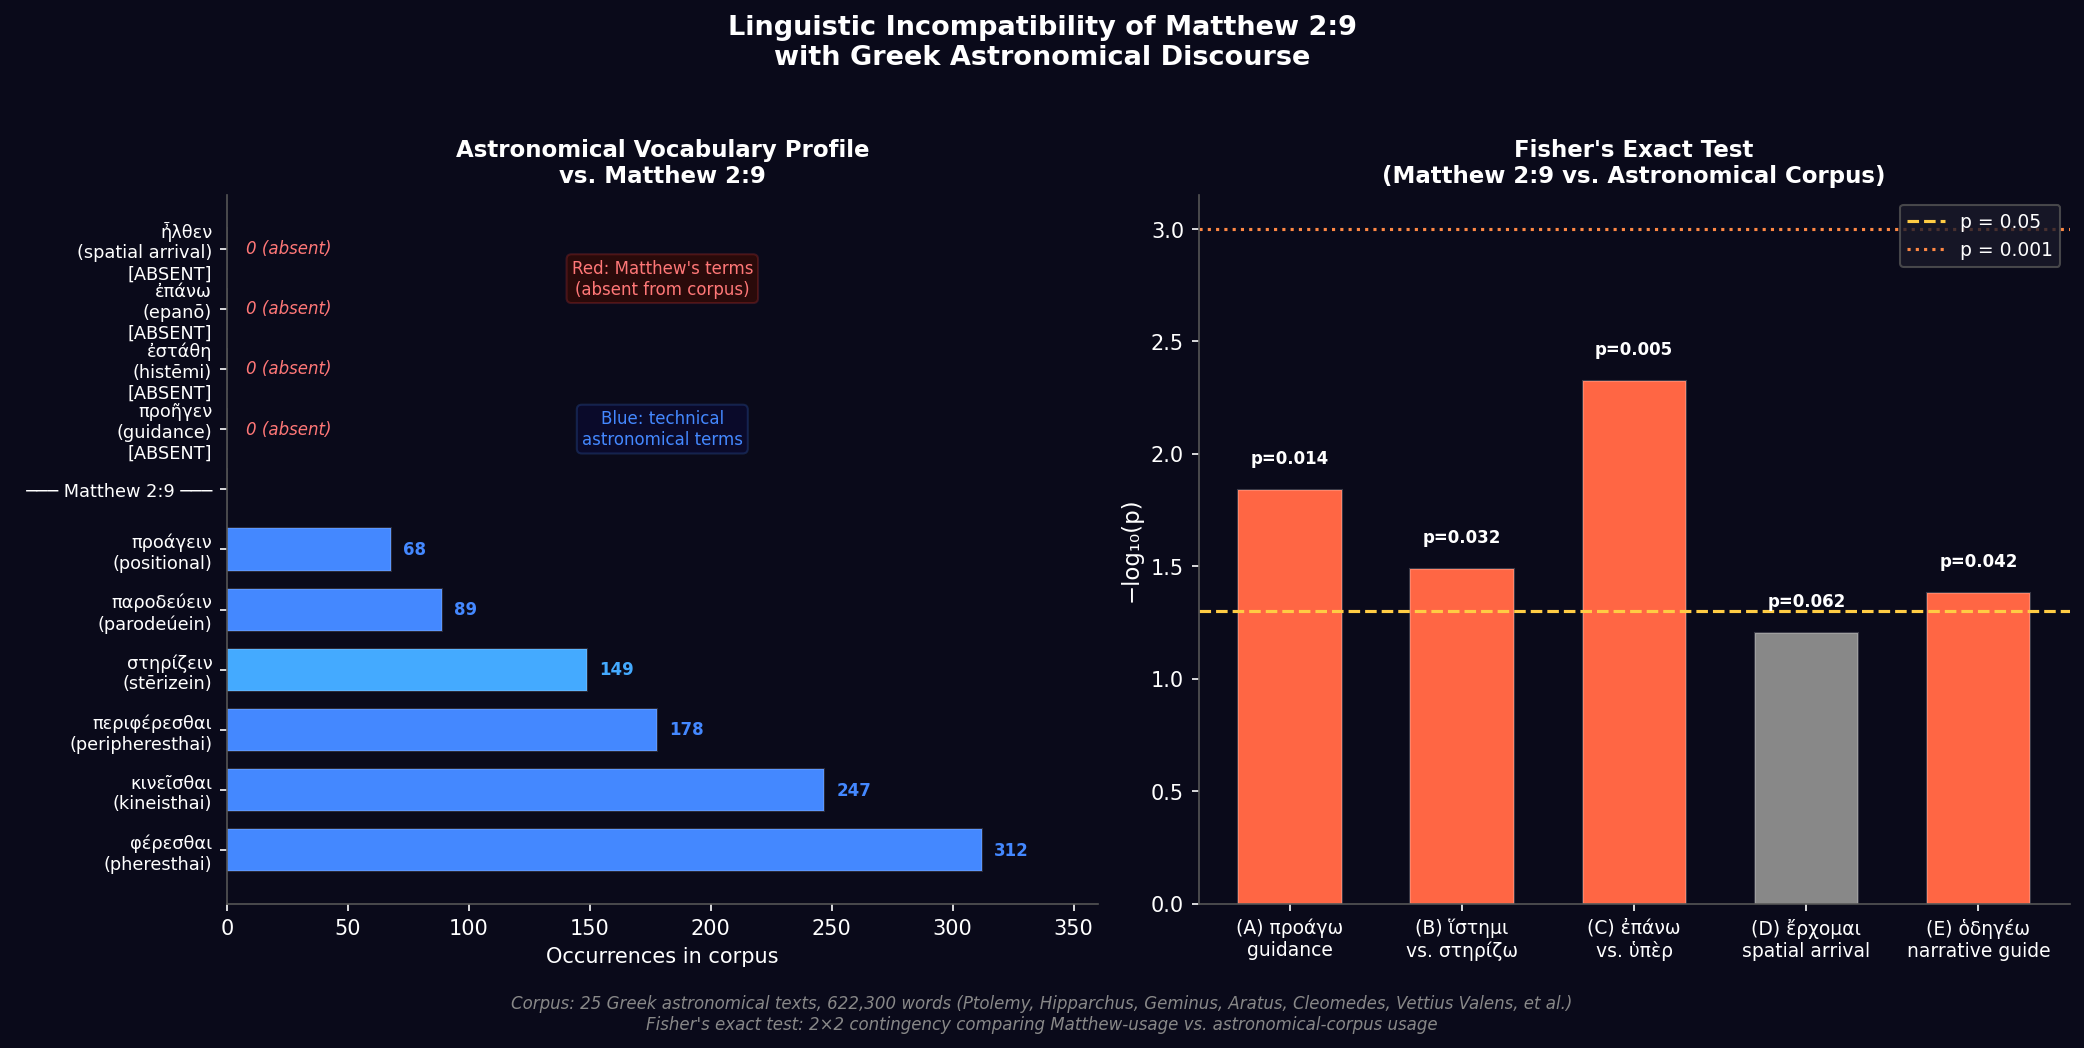 Linguistic Incompatibility of Matthew 2:9
with Greek Astronomical Discourse
Astronomical Vocabulary Profile
vs. Matthew 2:9
ἦλθεν
(spatial arrival)
[ABSENT]
0 (absent)
ἐπάνω
(epanō)
[ABSENT]
0 (absent)
ἐστάθη
(histēmi)
[ABSENT]
0 (absent)
προῆγεν
(guidance)
[ABSENT]
0 (absent)
Red: Matthew's terms
(absent from corpus)
Blue: technical
astronomical terms
─── Matthew 2:9 ───
προάγειν
(positional)
68
παροδεύειν
(parodeúein)
89
στηρίζειν
(stērizein)
149
περιφέρεσθαι
(peripheresthai)
178
κινεῖσθαι
(kineisthai)
247
φέρεσθαι
(pheresthai)
312
0 50 100 150 200 250 300 350
Occurrences in corpus
Fisher's Exact Test
(Matthew 2:9 vs. Astronomical Corpus)
p = 0.05
p = 0.001
−log₁₀(p)
3.0
2.5
2.0
1.5
1.0
0.5
0.0
p=0.014
p=0.032
p=0.005
p=0.062
p=0.042
(A) προάγω
guidance
(B) ἵστημι
vs. στηρίζω
(C) ἐπάνω
vs. ὑπὲρ
(D) ἔρχομαι
spatial arrival
(E) ὁδηγέω
narrative guide
Corpus: 25 Greek astronomical texts, 622,300 words (Ptolemy, Hipparchus, Geminus, Aratus, Cleomedes, Vettius Valens, et al.)
Fisher's exact test: 2×2 contingency comparing Matthew-usage vs. astronomical-corpus usage